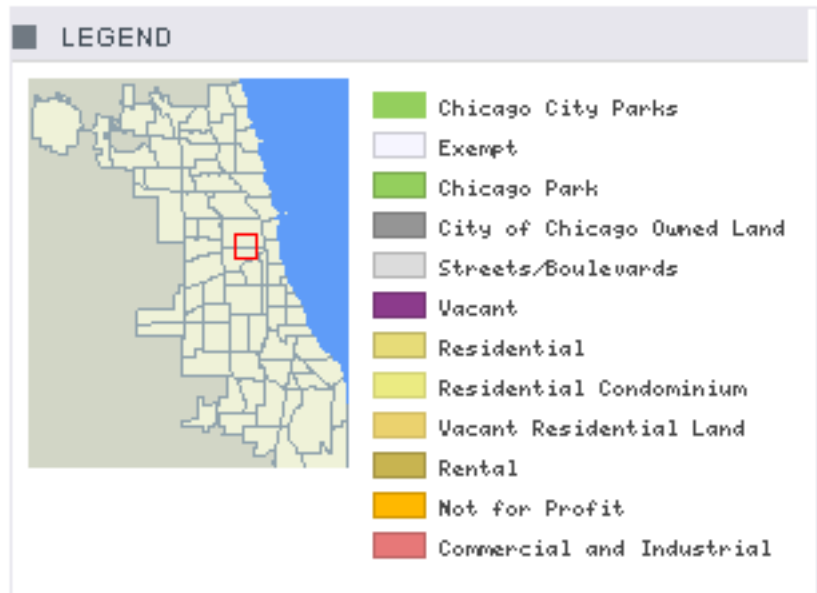 LEGEND
Chicago City Parks
Exempt
Chicago Park
City of Chicago Owned Land
Streets/Boulevards
Vacant
Residential
Residential Condominium
Vacant Residential Land
Rental
Not for Profit
Commercial and Industrial